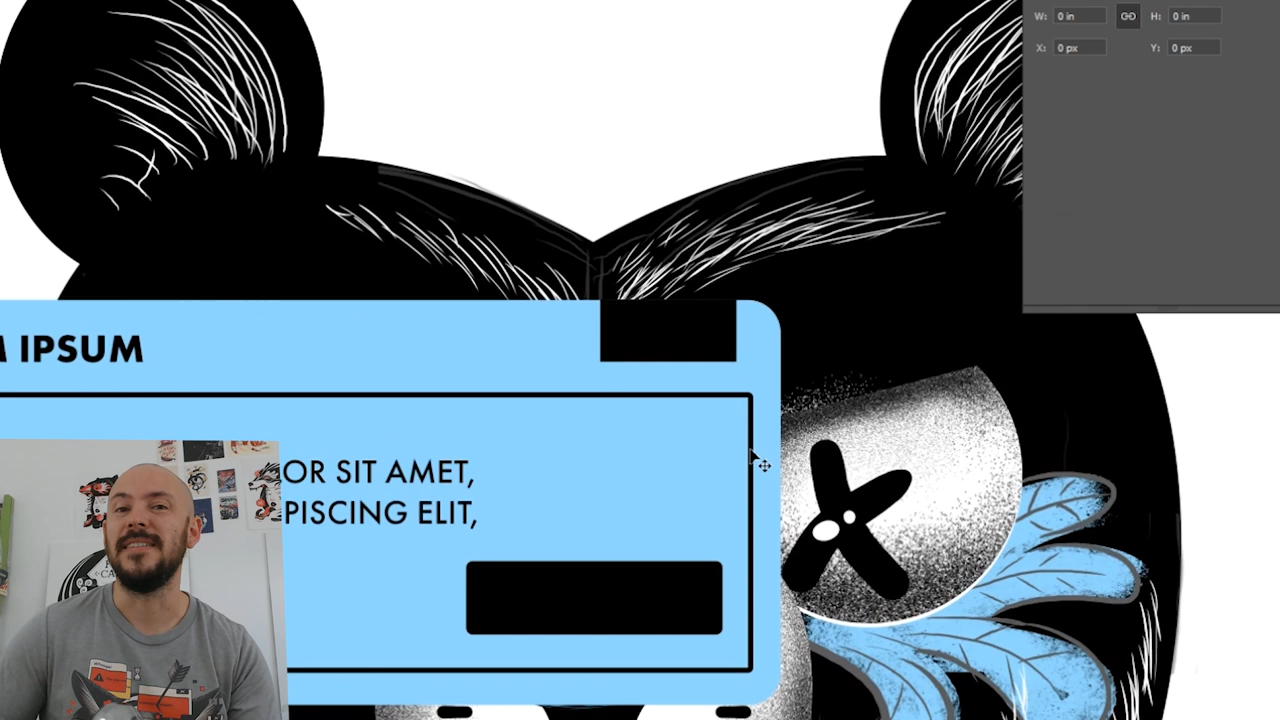 W: 0 in H: 0 in
X: 0 px Y: 0 px
IPSUM
OR SIT AMET,
PISCING ELIT,